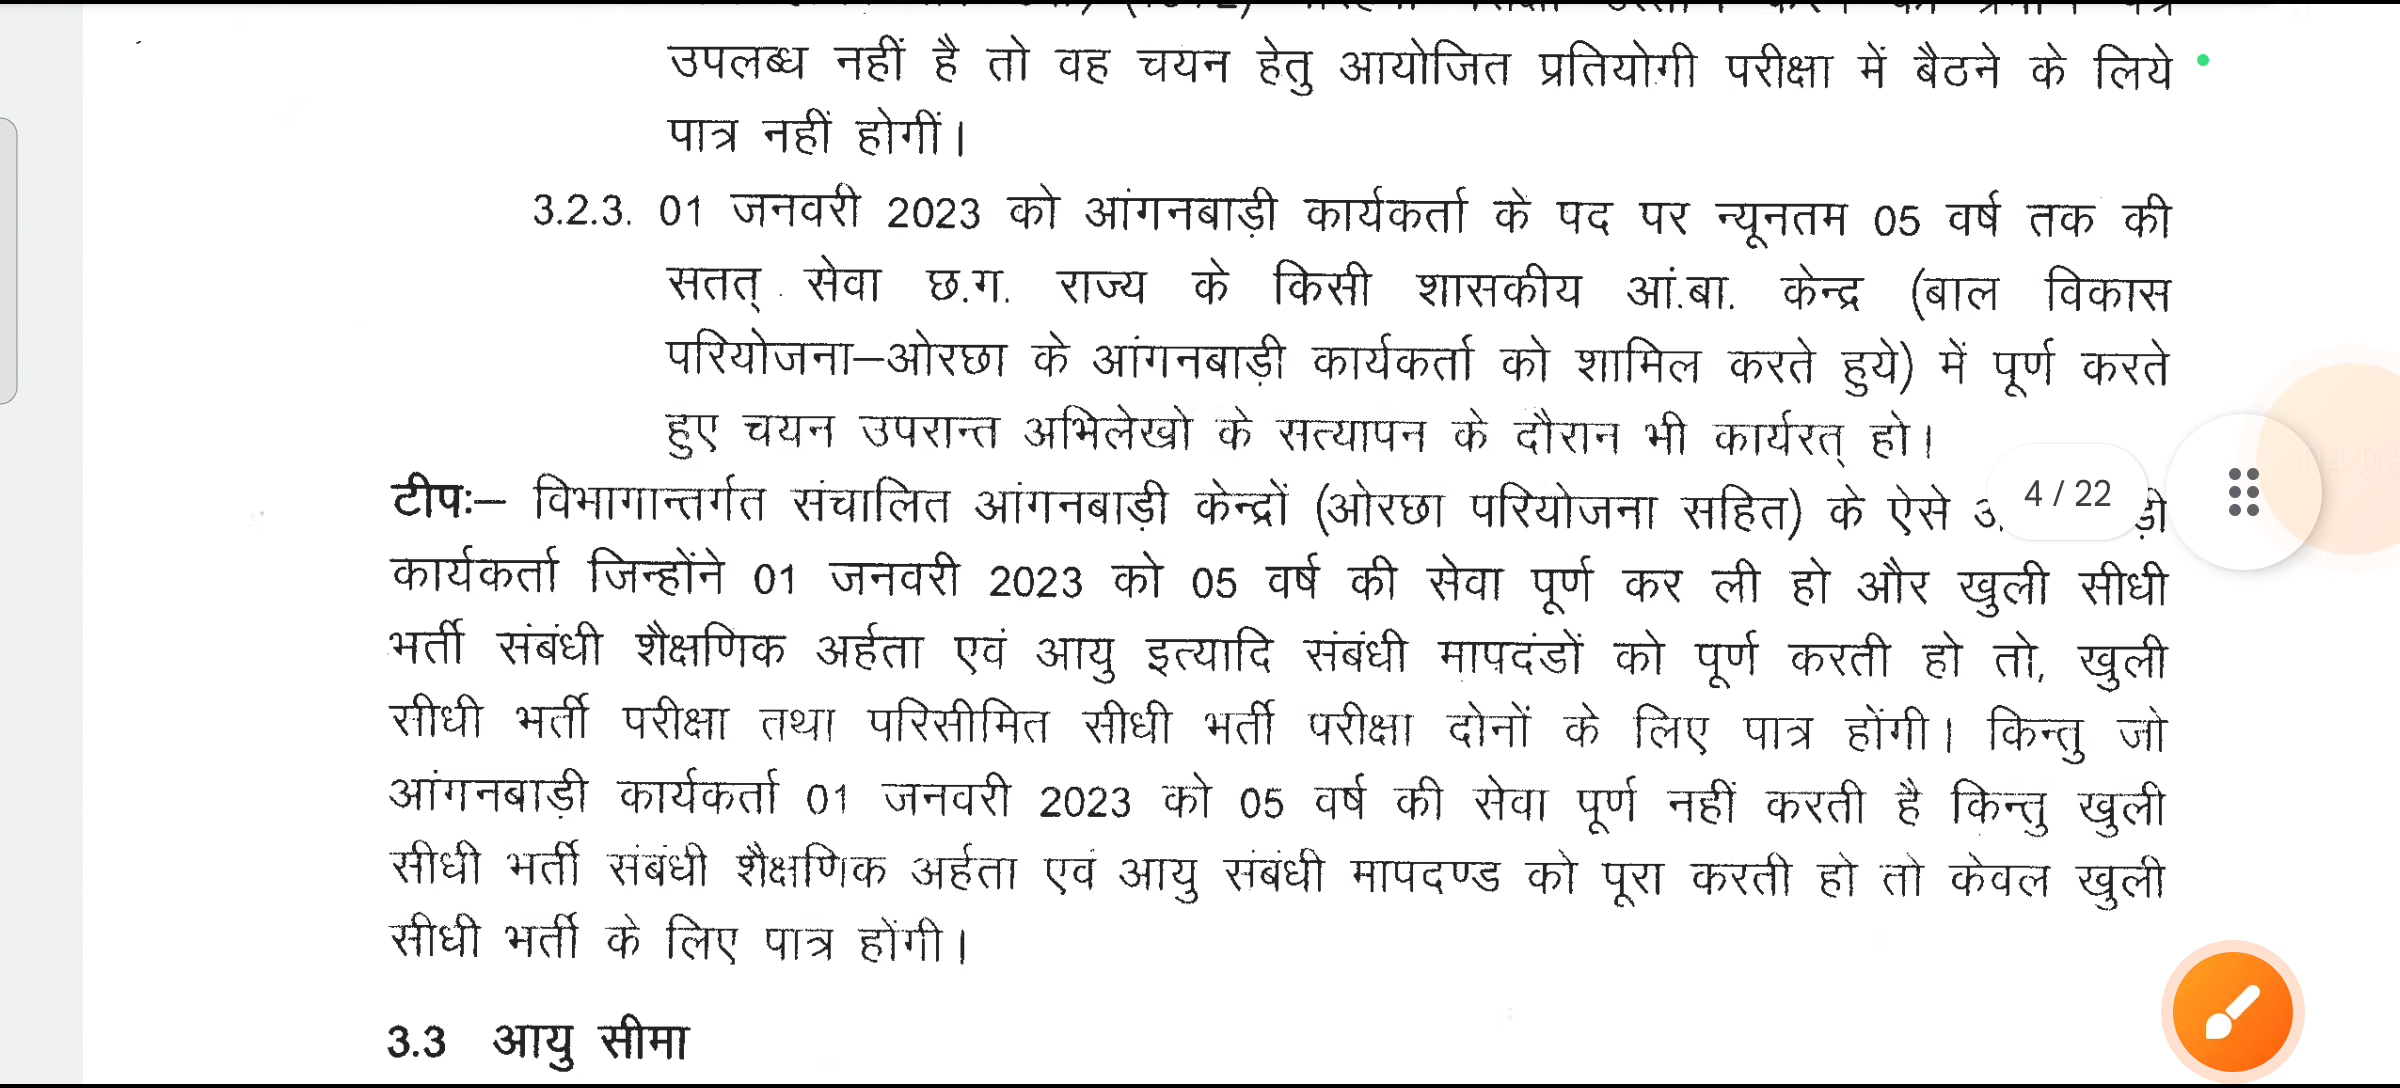 उपलब्ध नहीं है तो वह चयन हेतु आयोजित प्रतियोगी परीक्षा में बैठने के लिये
पात्र नहीं होगीं।
3.2.3. 01 जनवरी 2023 को आंगनबाड़ी कार्यकर्ता के पद पर न्यूनतम 05 वर्ष तक की
सतत् सेवा छ.ग. राज्य के किसी शासकीय आं.बा. केन्द्र (बाल विकास
परियोजना–ओरछा के आंगनबाड़ी कार्यकर्ता को शामिल करते हुये) में पूर्ण करते
हुए चयन उपरान्त अभिलेखो के सत्यापन के दौरान भी कार्यरत् हो।
टीपः– विभागान्तर्गत संचालित आंगनबाड़ी केन्द्रों (ओरछा परियोजना सहित) के ऐसे
4 / 22
कार्यकर्ता जिन्होंने 01 जनवरी 2023 को 05 वर्ष की सेवा पूर्ण कर ली हो और खुली सीधी
भर्ती संबंधी शैक्षणिक अर्हता एवं आयु इत्यादि संबंधी मापदंडों को पूर्ण करती हो तो, खुली
सीधी भर्ती परीक्षा तथा परिसीमित सीधी भर्ती परीक्षा दोनों के लिए पात्र होंगी। किन्तु जो
आंगनबाड़ी कार्यकर्ता 01 जनवरी 2023 को 05 वर्ष की सेवा पूर्ण नहीं करती है किन्तु खुली
सीधी भर्ती संबंधी शैक्षणिक अर्हता एवं आयु संबंधी मापदण्ड को पूरा करती हो तो केवल खुली
सीधी भर्ती के लिए पात्र होंगी।
3.3 आयु सीमा